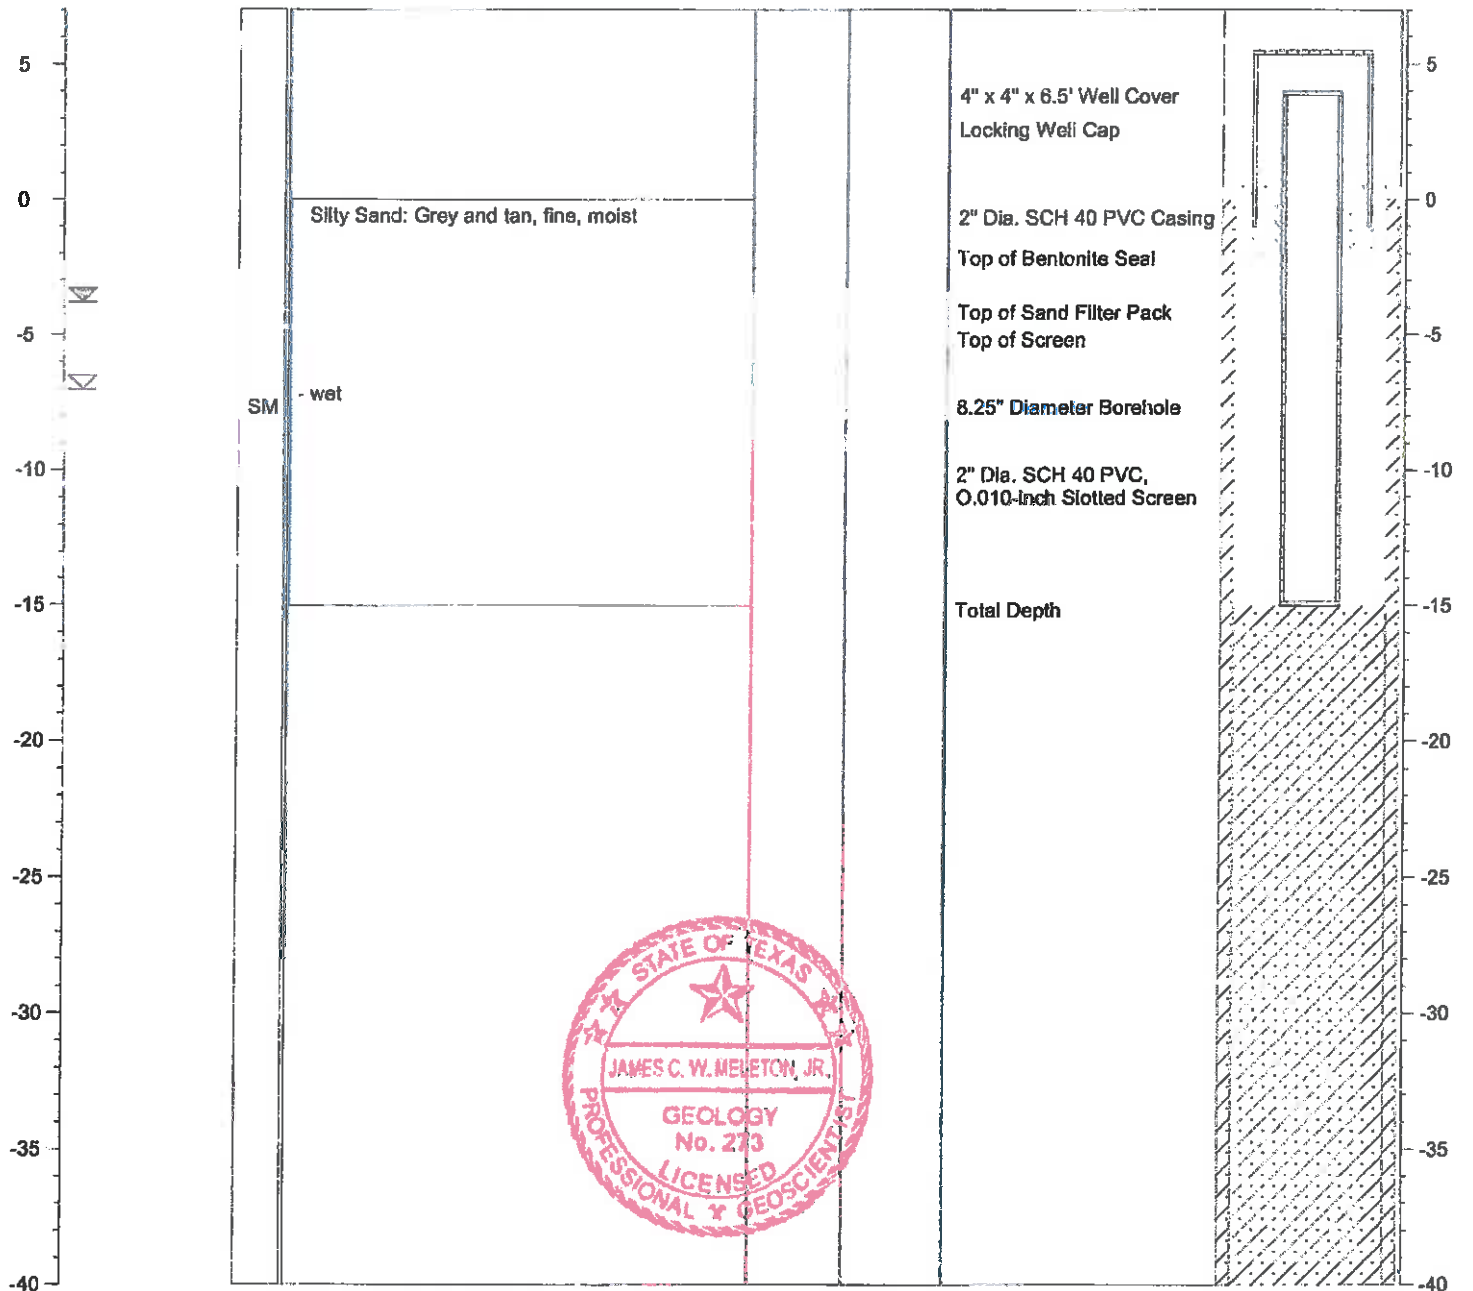 5
0
-5
-10
-15
-20
-25
-30
-35
-40
Silty Sand: Grey and tan, fine, moist
SM
- wet
4" x 4" x 6.5' Well Cover
Locking Well Cap
2" Dia. SCH 40 PVC Casing
Top of Bentonite Seal
Top of Sand Filter Pack
Top of Screen
8.25" Diameter Borehole
2" Dia. SCH 40 PVC,
O.010-Inch Slotted Screen
Total Depth
5
0
-5
-10
-15
-20
-25
-30
-35
-40
STATE OF TEXAS
JAMES C. W. MELETON, JR.
GEOLOGY
No. 273
LICENSED
PROFESSIONAL GEOSCIENTIST